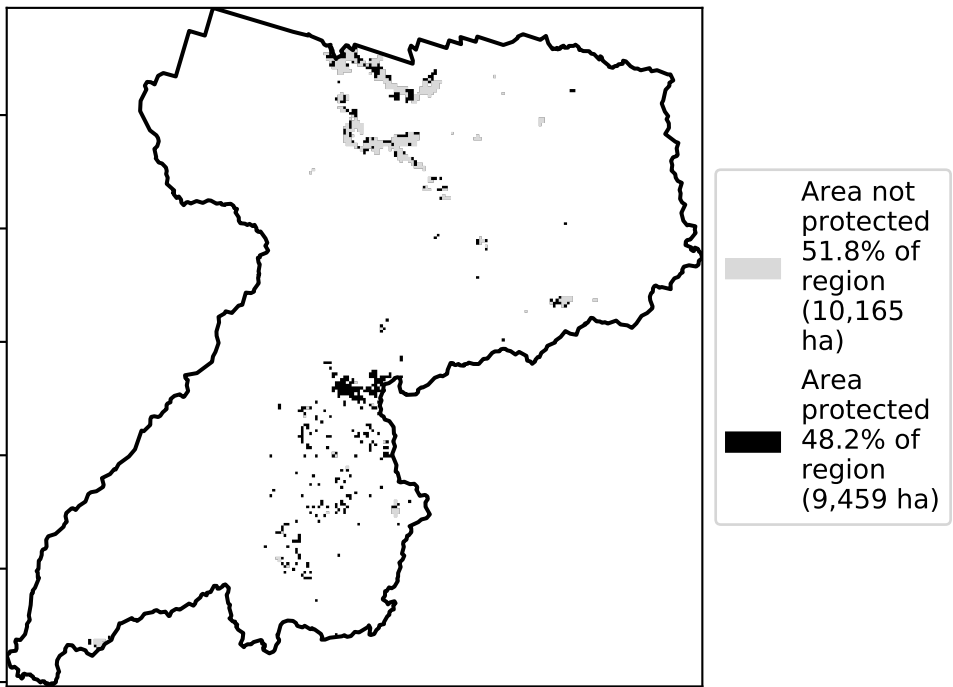 Area not
protected
51.8% of
region
(10,165
ha)
Area
protected
48.2% of
region
(9,459 ha)